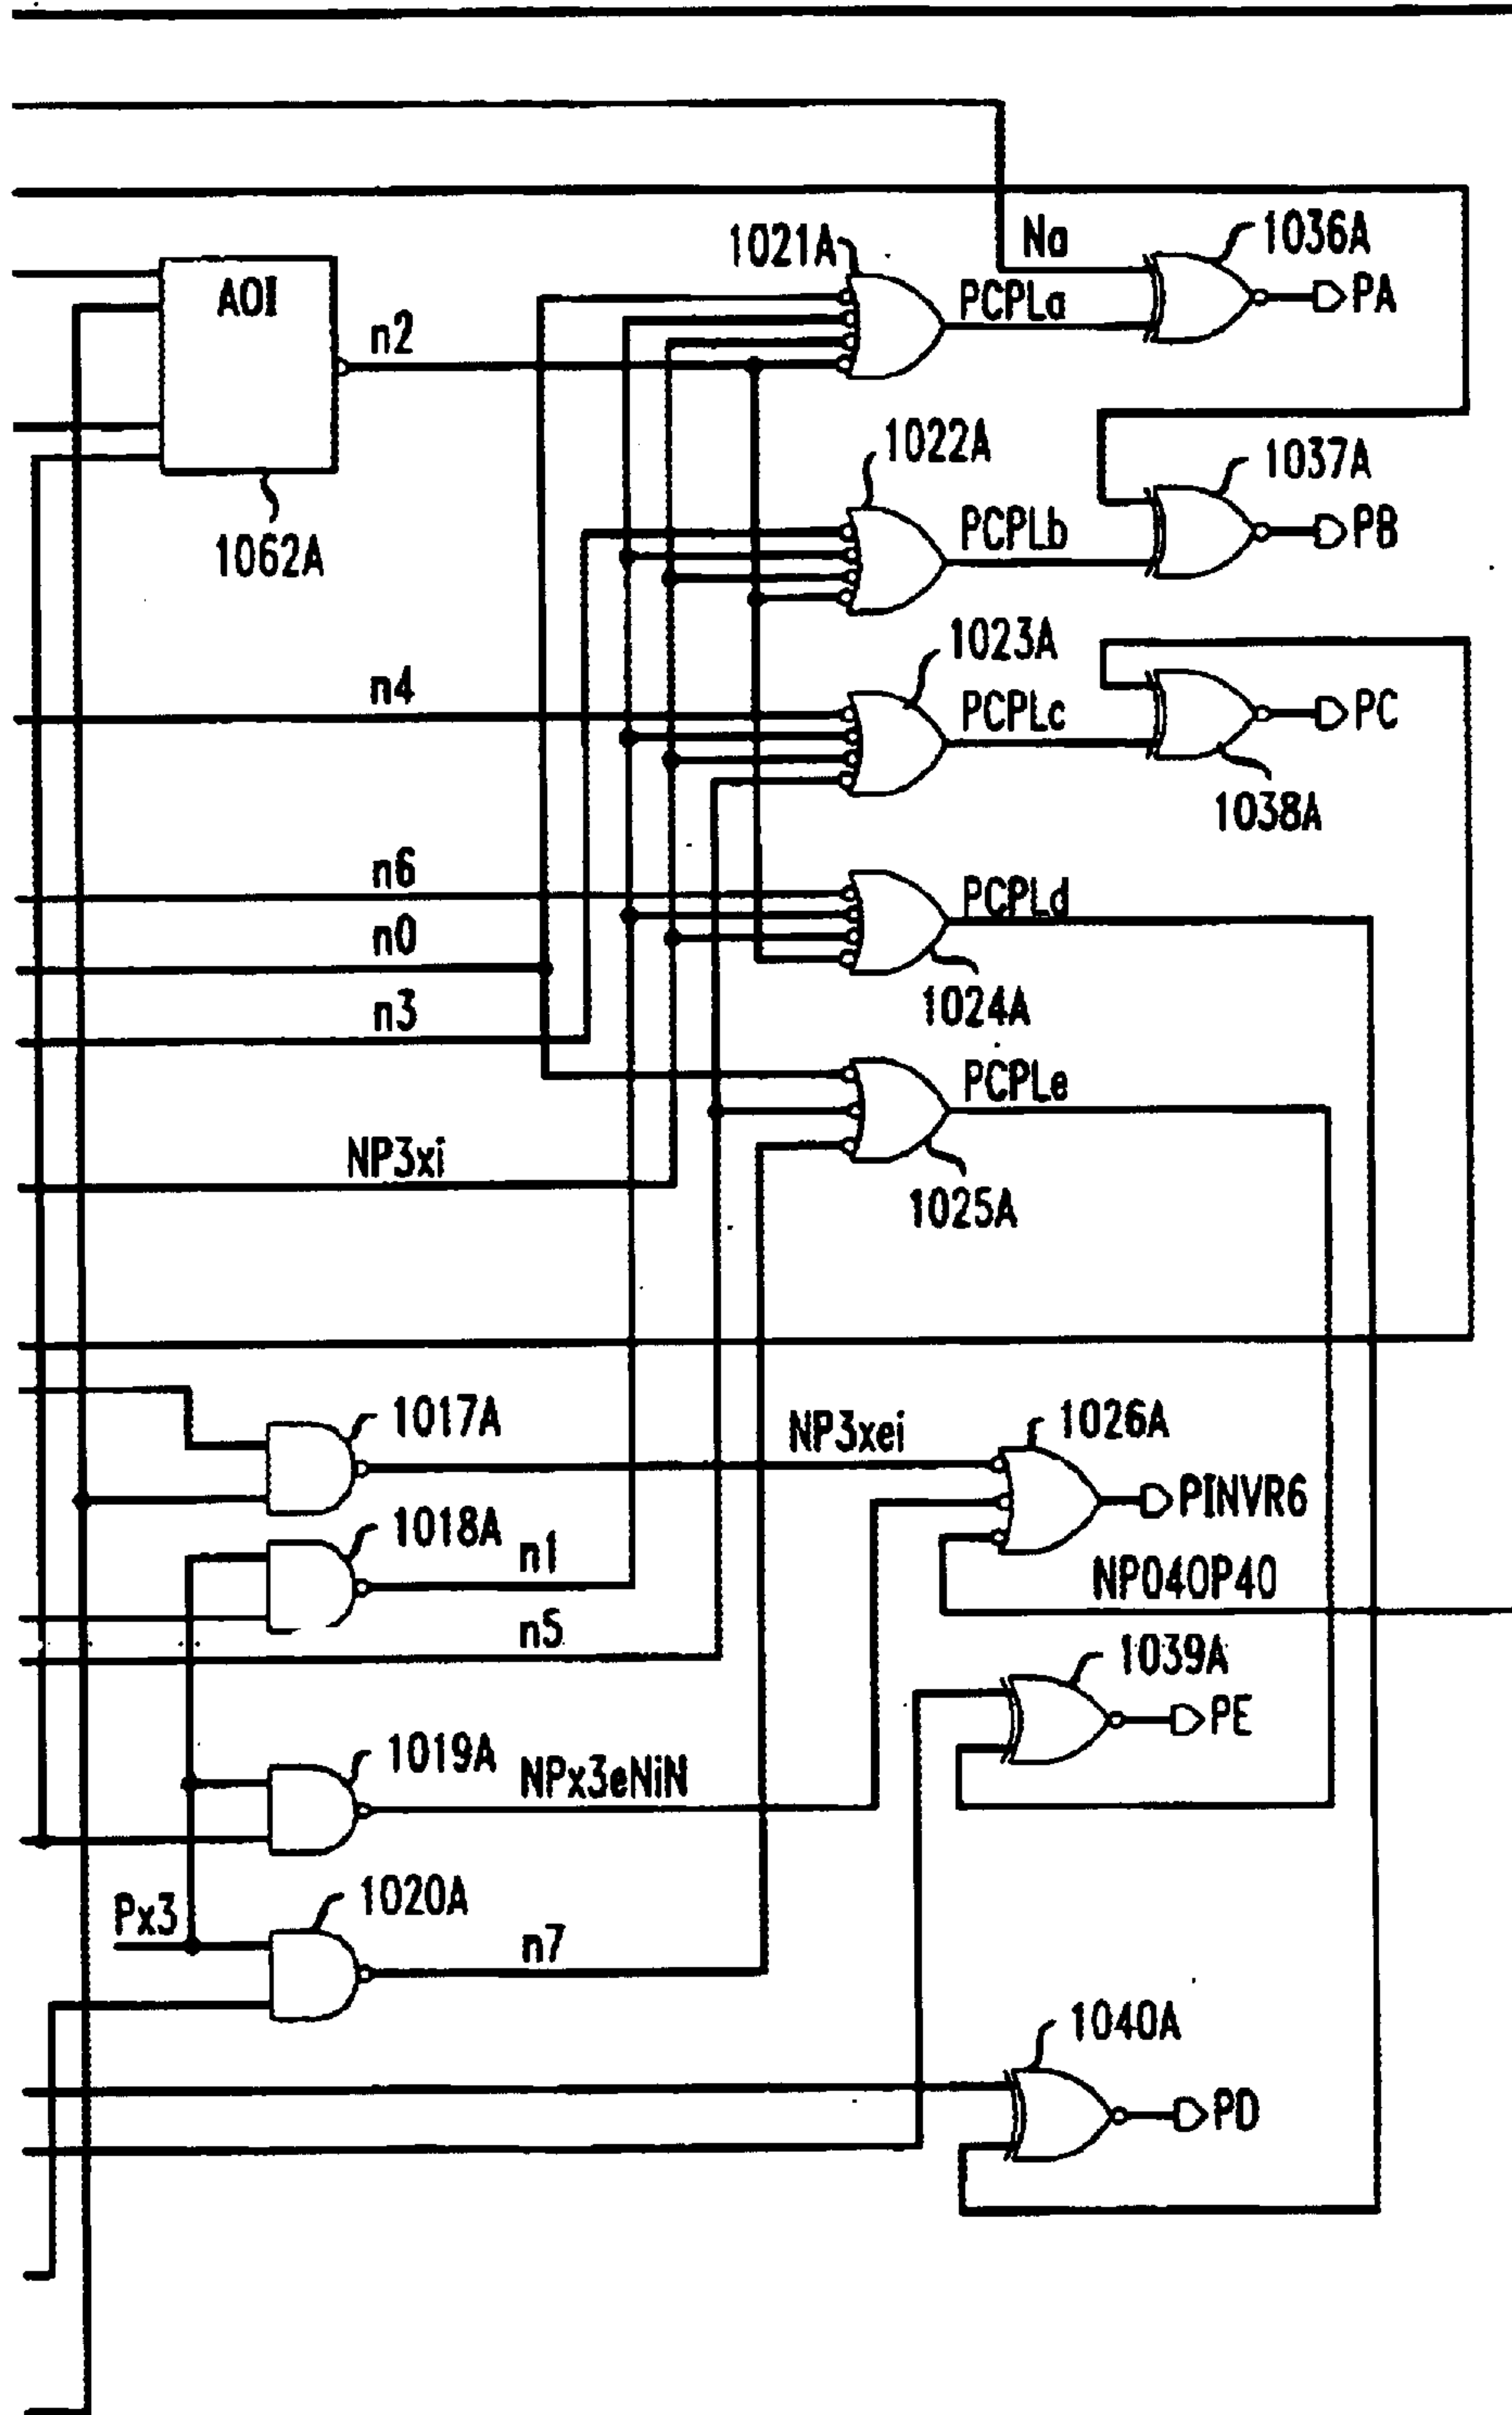 Na
1036A
1021A
PCPLa
PA
AOI
n2
1022A
1037A
PCPLb
PB
1062A
1023A
n4
PCPLc
PC
1038A
n6
PCPLd
n0
1024A
n3
PCPLe
NP3xi
1025A
1017A
NP3xei
1026A
PINVR6
1018A
n1
NP04OP40
n5
1039A
PE
1019A
NPx3eNiN
1020A
Px3
n7
1040A
PD